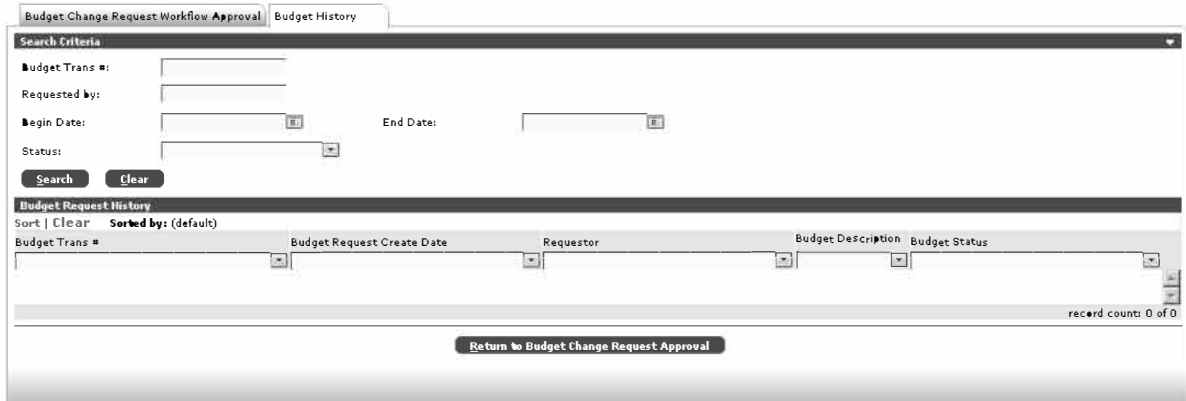 Budget Change Request Workflow Approval Budget History
Search Criteria
Budget Trans #:
Requested by:
Begin Date: End Date:
Status:
Search Clear
Budget Request History
Sort | Clear Sorted by: (default)
Budget Trans # Budget Request Create Date Requestor Budget Description Budget Status
record count: 0 of 0
Return to Budget Change Request Approval